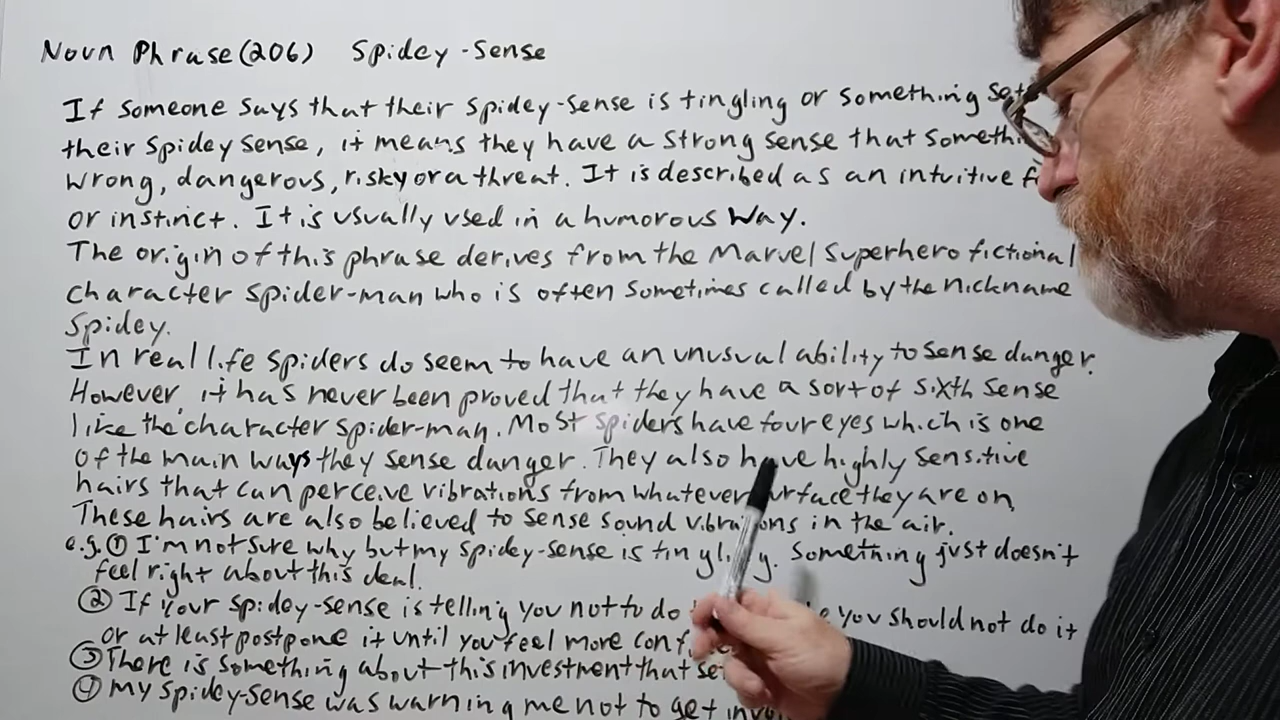 Noun Phrase (206) Spidey-Sense
If someone says that their spidey-sense is tingling or something
their spidey sense, it means they have a strong sense that
wrong, dangerous, risky or a threat. It is described as an intuitive
or instinct. It is usually used in a humorous way.
The origin of this phrase derives from the Marvel superhero fictional
character spider-man who is often sometimes called by the nickname
Spidey.
In real life spiders do seem to have an unusual ability to sense danger.
However, it has never been proved that they have a sort of sixth sense
like the character spider-man. Most spiders have four eyes which is one
of the main ways they sense danger. They also have highly sensitive
hairs that can perceive vibrations from whatever they are on.
These hairs are also believed to sense sound vibrations in the air.
e.g. ① I'm not sure why but my spidey-sense is tingling. Something just doesn't
feel right about this deal.
② If your spidey-sense is telling you not to do you should not do it
or at least postpone it until you feel more
③ There is something about this investment that
④ My spidey-sense was warning me not to get